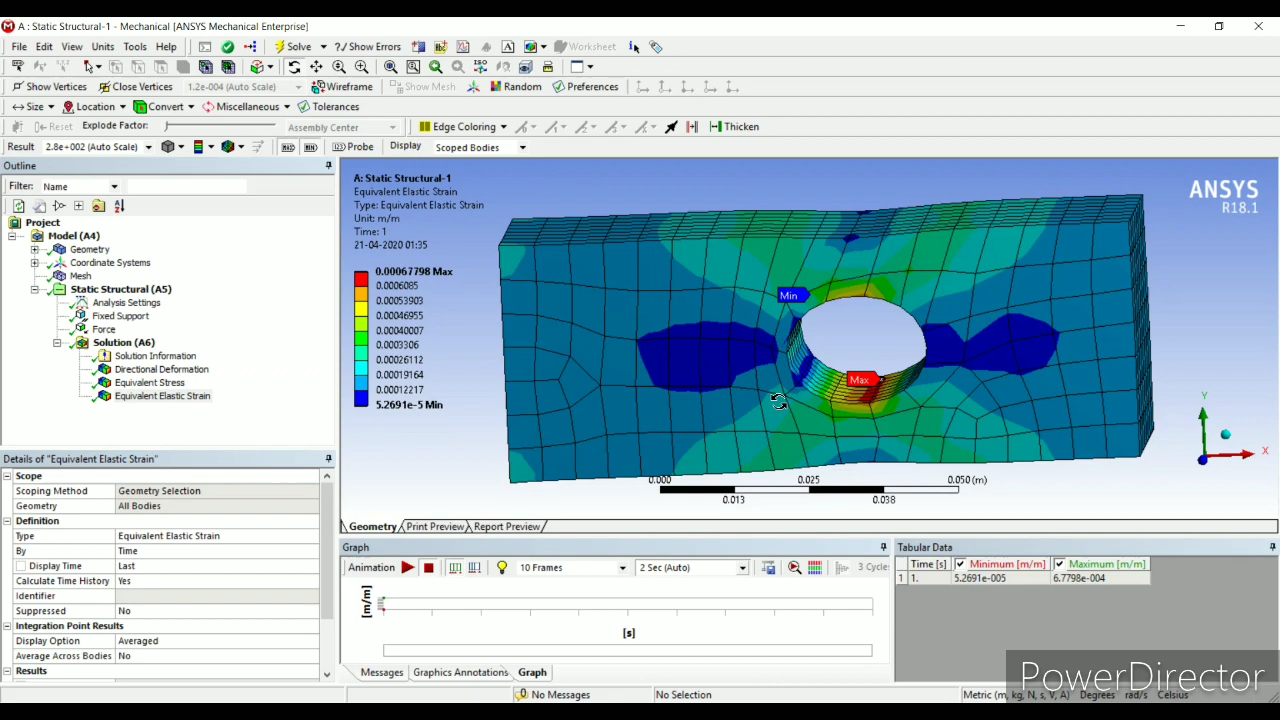 A : Static Structural-1 - Mechanical [ANSYS Mechanical Enterprise]
File Edit View Units Tools Help Solve ?/Show Errors Worksheet
Show Vertices Close Vertices 1.2e-004 (Auto Scale) Wireframe Show Mesh Random Preferences
Size Location Convert Miscellaneous Tolerances
Reset Explode Factor: Assembly Center Edge Coloring Thicken
Result 2.8e+002 (Auto Scale) Probe Display Scoped Bodies
Outline
Filter: Name
Project
Model (A4)
Geometry
Coordinate Systems
Mesh
Static Structural (A5)
Analysis Settings
Fixed Support
Force
Solution (A6)
Solution Information
Directional Deformation
Equivalent Stress
Equivalent Elastic Strain
Details of "Equivalent Elastic Strain"
Scope
Scoping Method Geometry Selection
Geometry All Bodies
Definition
Type Equivalent Elastic Strain
By Time
Display Time Last
Calculate Time History Yes
Identifier
Suppressed No
Integration Point Results
Display Option Averaged
Average Across Bodies No
Results
A: Static Structural-1
Equivalent Elastic Strain
Type: Equivalent Elastic Strain
Unit: m/m
Time: 1
21-04-2020 01:35
0.00067798 Max
0.0006085
0.00053903
0.00046955
0.00040007
0.0003306
0.00026112
0.00019164
0.00012217
5.2691e-5 Min
ANSYS
R18.1
Min
Max
Y
X
0.000 0.025 0.050 (m)
0.013 0.038
Geometry Print Preview Report Preview
Graph
Animation 10 Frames 2 Sec (Auto) 3 Cycle
[m/m]
[s]
Messages Graphics Annotations Graph
Tabular Data
Time [s] Minimum [m/m] Maximum [m/m]
1 1. 5.2691e-005 6.7798e-004
No Messages No Selection Metric (m, kg, N, s, V, A) Degrees rad/s Celsius
PowerDirector